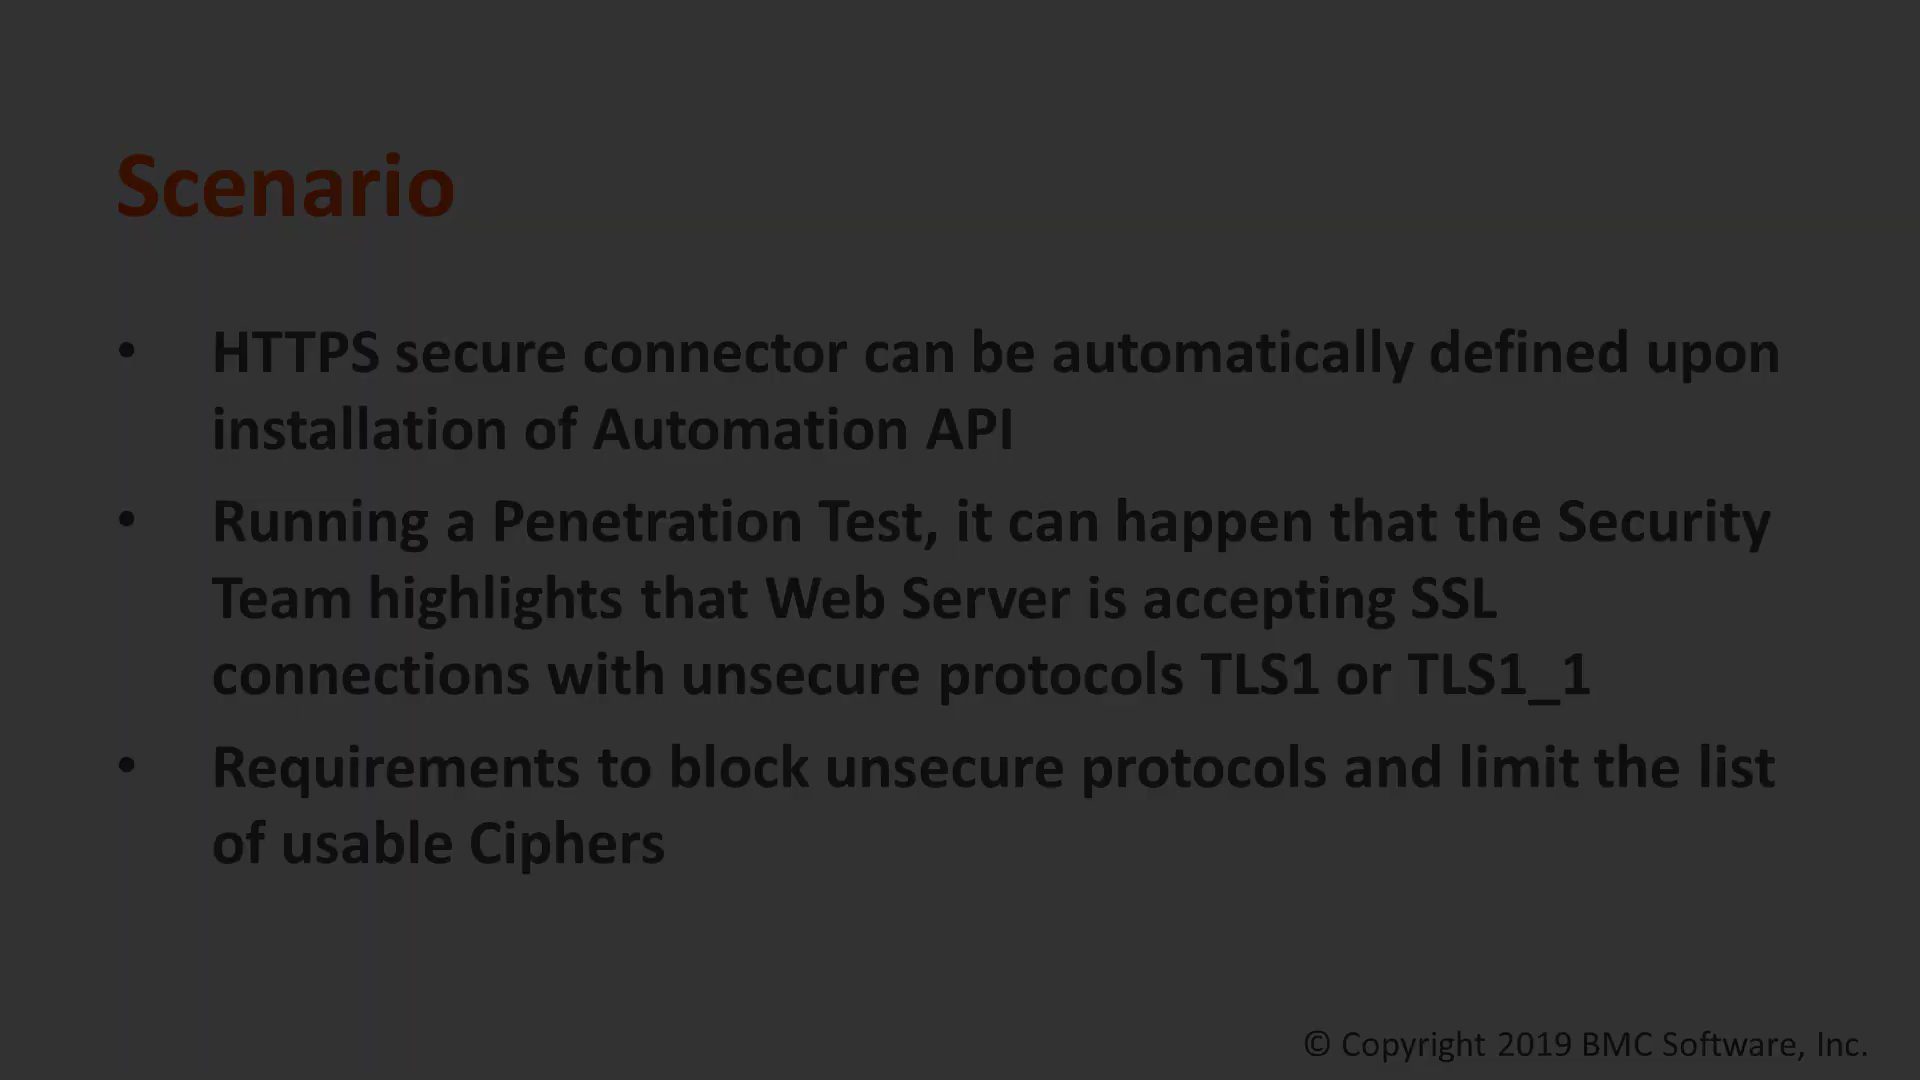 Scenario
• HTTPS secure connector can be automatically defined upon
installation of Automation API
• Running a Penetration Test, it can happen that the Security
Team highlights that Web Server is accepting SSL
connections with unsecure protocols TLS1 or TLS1_1
• Requirements to block unsecure protocols and limit the list
of usable Ciphers
© Copyright 2019 BMC Software, Inc.